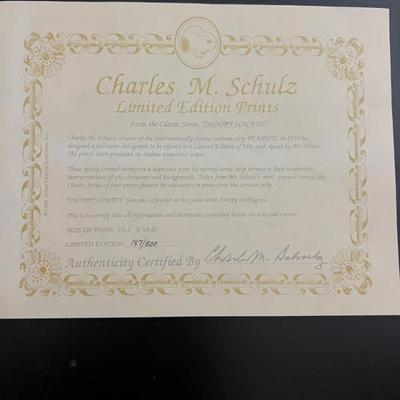 Charles M. Schulz
Limited Edition Prints
From the Classic Series, "SNOOPY SONATA"
Charles M. Schulz, creator of the internationally famous cartoon strip PEANUTS, in 1993 has
designed a full color lithograph to be offered in a Limited Edition of 500, each signed by Mr. Schulz.
The prints were produced on Italian watercolor paper.
These newly created works are a departure from his normal comic strip format in their watercolor
interpretations of the characters and backgrounds. Taken from Mr. Schulz's most popular scenes, the
Classic Series of four prints feature the characters in poses from the cartoon strip.
"SNOOPY SONATA" features Schroeder at his piano with Snoopy looking on.
This is to certify that all information and statements contained herein are true and correct.
SIZE OF PRINT:
LIMITED EDITION: 187/500
Authenticity Certified By Charles M. Schulz